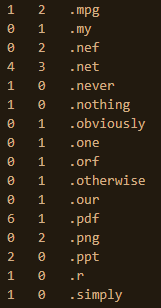 1 2 .mpg
0 1 .my
0 2 .nef
4 3 .net
1 0 .never
1 0 .nothing
0 1 .obviously
0 1 .one
0 1 .orf
0 1 .otherwise
0 1 .our
6 1 .pdf
0 2 .png
2 0 .ppt
1 0 .r
1 0 .simply